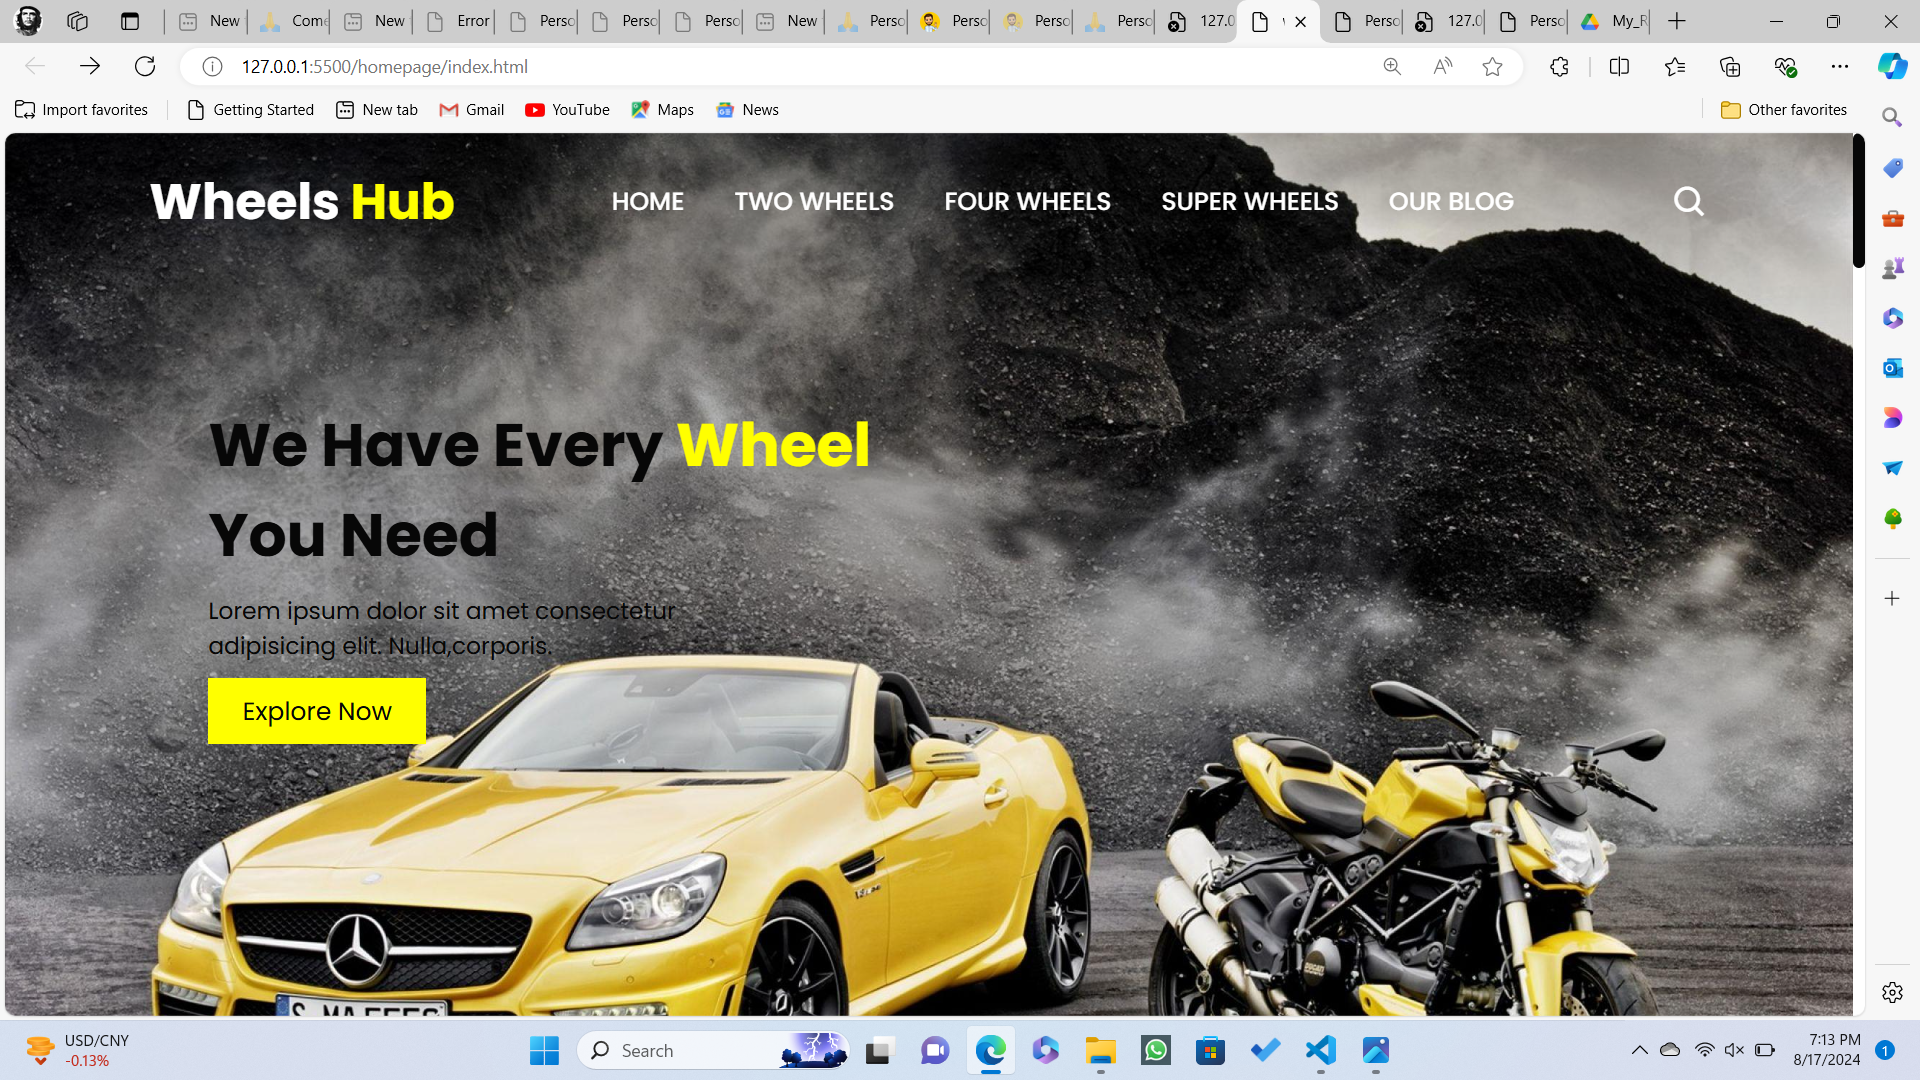 New
Come
New
Error
Perso
Perso
Perso
New
Perso
Perso
Perso
Perso
127.0
Perso
127.0
Perso
My_R
127.0.0.1:5500/homepage/index.html
Import favorites
Getting Started
New tab
Gmail
YouTube
Maps
News
Other favorites
Wheels Hub
HOME
TWO WHEELS
FOUR WHEELS
SUPER WHEELS
OUR BLOG
We Have Every Wheel
You Need
Lorem ipsum dolor sit amet consectetur
adipisicing elit. Nulla,corporis.
Explore Now
USD/CNY
-0.13%
Search
7:13 PM
8/17/2024
1